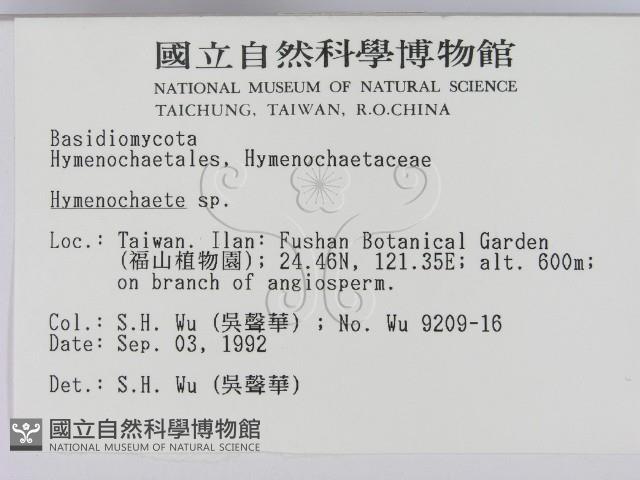 國立自然科學博物館
NATIONAL MUSEUM OF NATURAL SCIENCE
TAICHUNG, TAIWAN, R.O.CHINA
Basidiomycota
Hymenochaetales, Hymenochaetaceae
Hymenochaete sp.
Loc.: Taiwan. Ilan: Fushan Botanical Garden
(福山植物園); 24.46N, 121.35E; alt. 600m;
on branch of angiosperm.
Col.: S.H. Wu (吳聲華) ; No. Wu 9209-16
Date: Sep. 03, 1992
Det.: S.H. Wu (吳聲華)
國立自然科學博物館
NATIONAL MUSEUM OF NATURAL SCIENCE